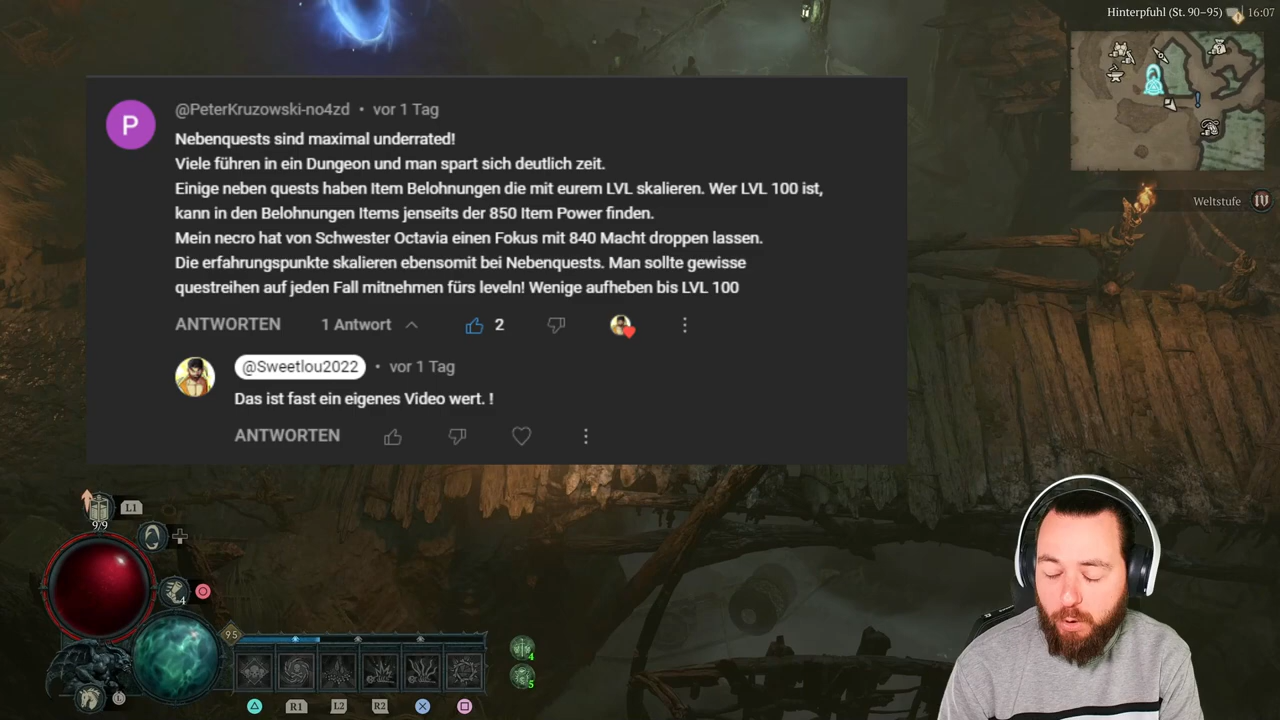 Hinterpfuhl (St. 90–95) 16:07
Weltstufe IV
P
@PeterKruzowski-no4zd • vor 1 Tag
Nebenquests sind maximal underrated!
Viele führen in ein Dungeon und man spart sich deutlich zeit.
Einige neben quests haben Item Belohnungen die mit eurem LVL skalieren. Wer LVL 100 ist,
kann in den Belohnungen Items jenseits der 850 Item Power finden.
Mein necro hat von Schwester Octavia einen Fokus mit 840 Macht droppen lassen.
Die erfahrungspunkte skalieren ebensomit bei Nebenquests. Man sollte gewisse
questreihen auf jeden Fall mitnehmen fürs leveln! Wenige aufheben bis LVL 100
ANTWORTEN 1 Antwort 2
@Sweetlou2022 • vor 1 Tag
Das ist fast ein eigenes Video wert. !
ANTWORTEN
L1
9/9
4
95
4
5
L
R1 L2 R2